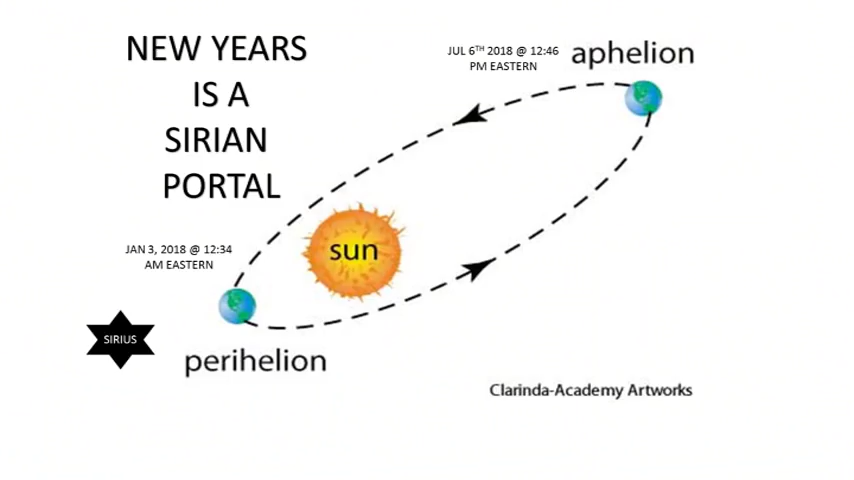 NEW YEARS
IS A
SIRIAN
PORTAL
JUL 6TH 2018 @ 12:46
PM EASTERN
aphelion
JAN 3, 2018 @ 12:34
AM EASTERN
sun
SIRIUS
perihelion
Clarinda-Academy Artworks